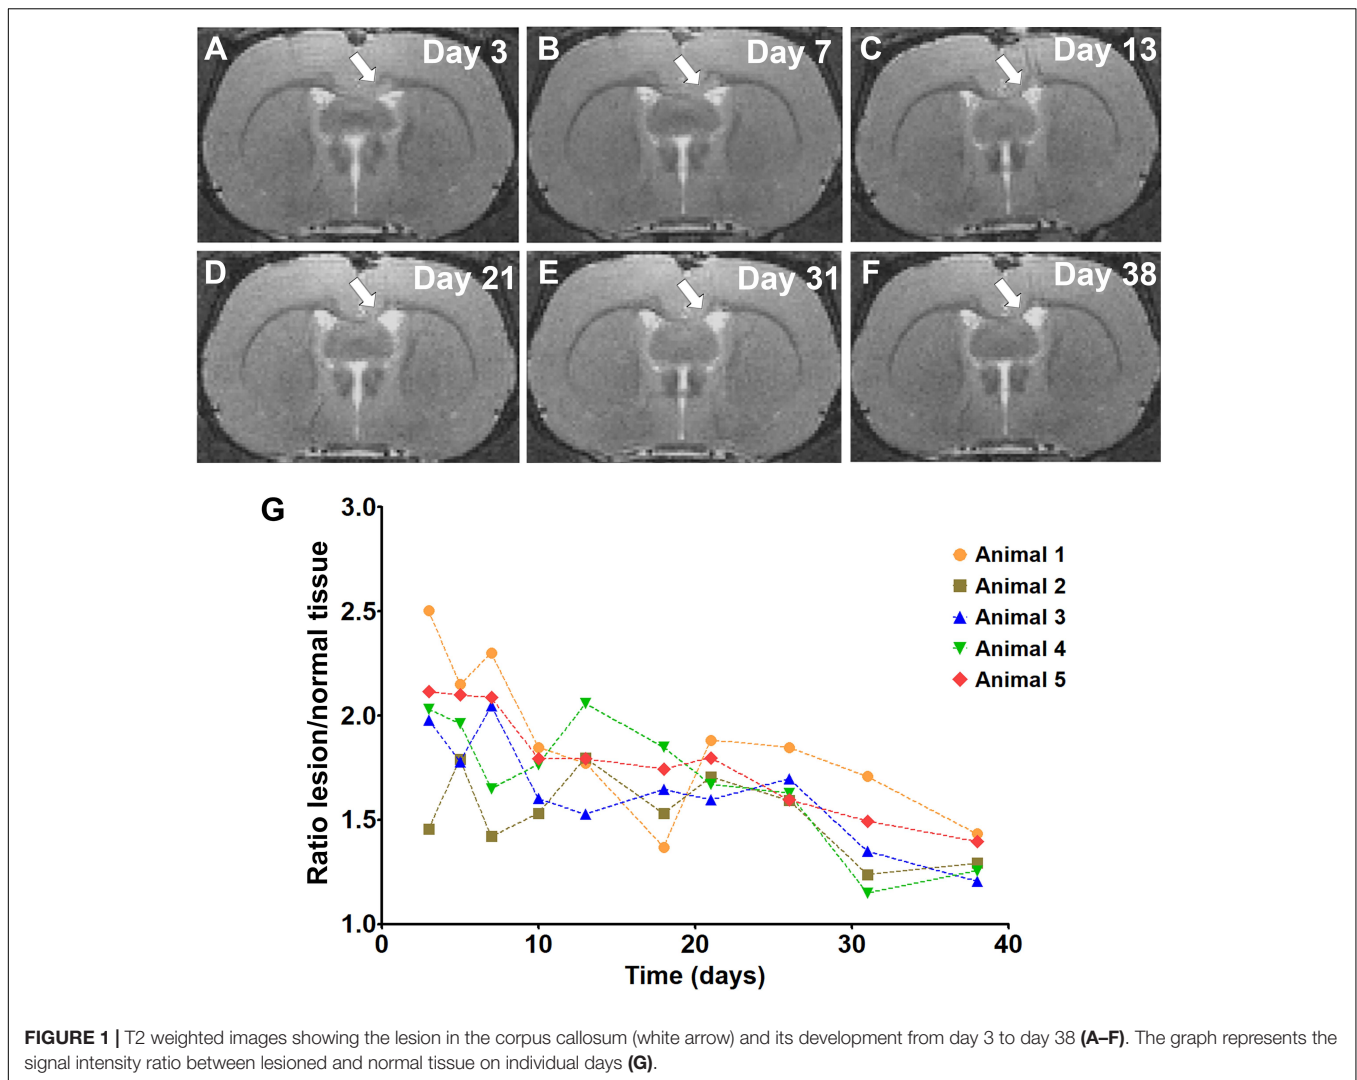 A Day 3
B Day 7
C Day 13
D Day 21
E Day 31
F Day 38
G
3.0
2.5
2.0
1.5
1.0
Ratio lesion/normal tissue
0 10 20 30 40
Time (days)
Animal 1
Animal 2
Animal 3
Animal 4
Animal 5
FIGURE 1 | T2 weighted images showing the lesion in the corpus callosum (white arrow) and its development from day 3 to day 38 (A–F). The graph represents the
signal intensity ratio between lesioned and normal tissue on individual days (G).